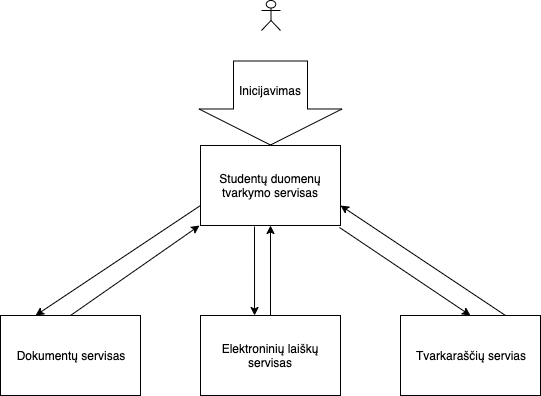 Inicijavimas
Studentų duomenų
tvarkymo servisas
Dokumentų servisas
Elektroninių laiškų
servisas
Tvarkaraščių servias